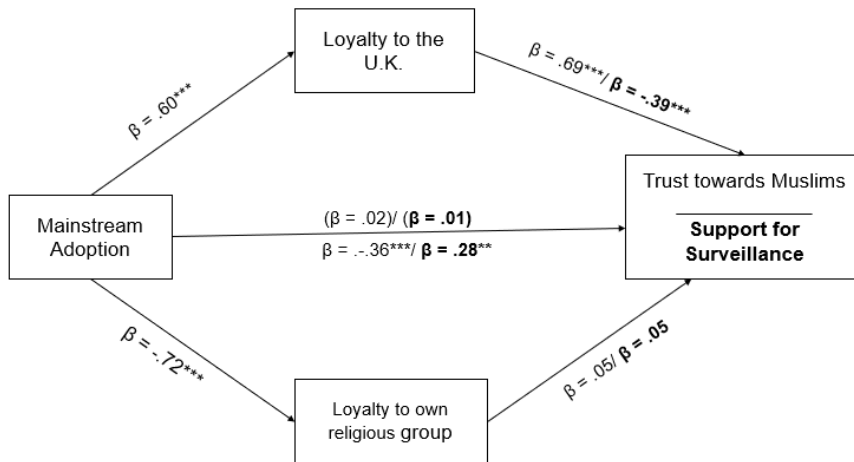 Loyalty to the
U.K.
β = .60***
β = .69***/ β = -.39***
Mainstream
Adoption
(β = .02)/ (β = .01)
β = .-.36***/ β = .28**
Trust towards Muslims
Support for
Surveillance
β = -.72***
β = .05/ β = .05
Loyalty to own
religious group